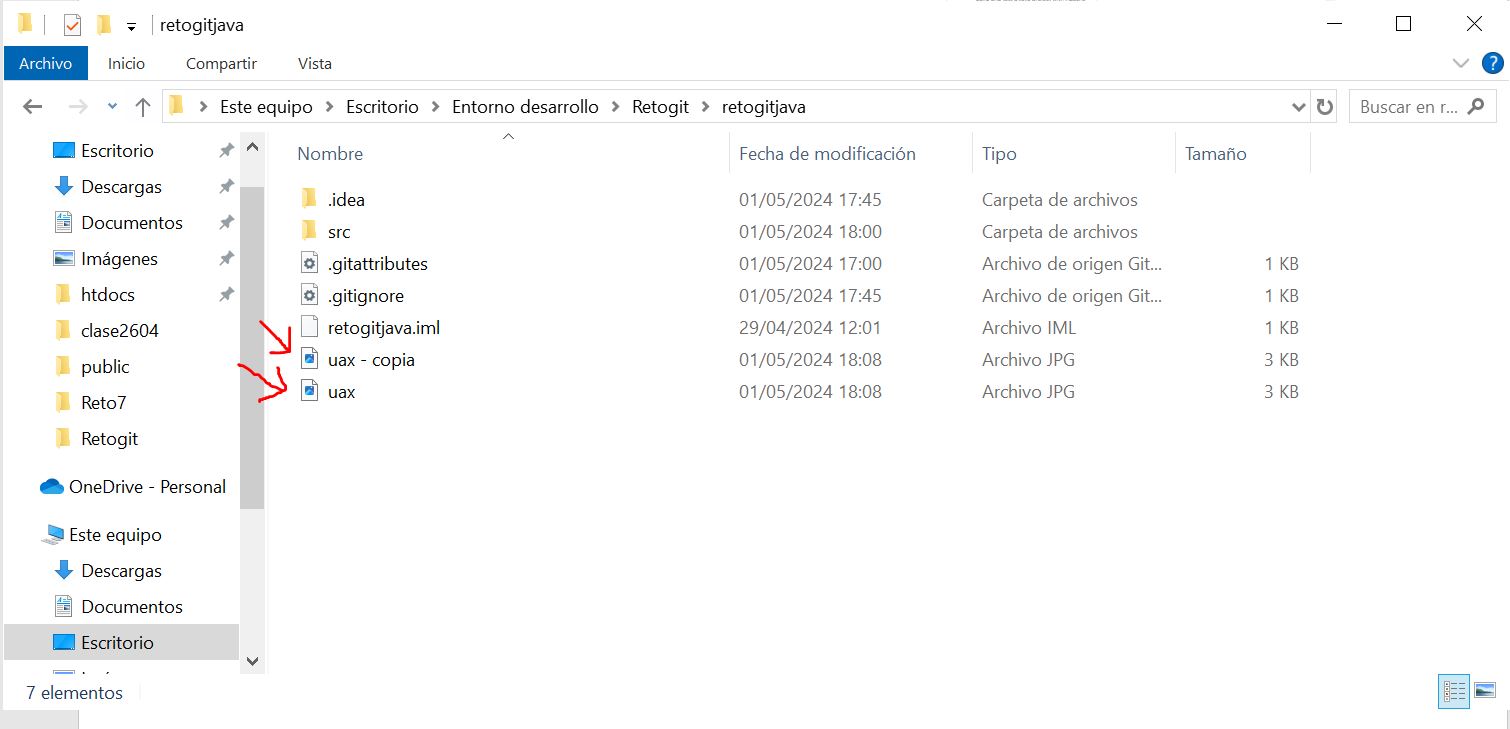 retogitjava
Archivo Inicio Compartir Vista
Este equipo Escritorio Entorno desarrollo Retogit retogitjava Buscar en r...
Nombre Fecha de modificación Tipo Tamaño
Escritorio
Descargas
Documentos
Imágenes
htdocs
clase2604
public
Reto7
Retogit
OneDrive - Personal
Este equipo
Descargas
Documentos
Escritorio
.idea 01/05/2024 17:45 Carpeta de archivos
src 01/05/2024 18:00 Carpeta de archivos
.gitattributes 01/05/2024 17:00 Archivo de origen Git... 1 KB
.gitignore 01/05/2024 17:45 Archivo de origen Git... 1 KB
retogitjava.iml 29/04/2024 12:01 Archivo IML 1 KB
uax - copia 01/05/2024 18:08 Archivo JPG 3 KB
uax 01/05/2024 18:08 Archivo JPG 3 KB
7 elementos